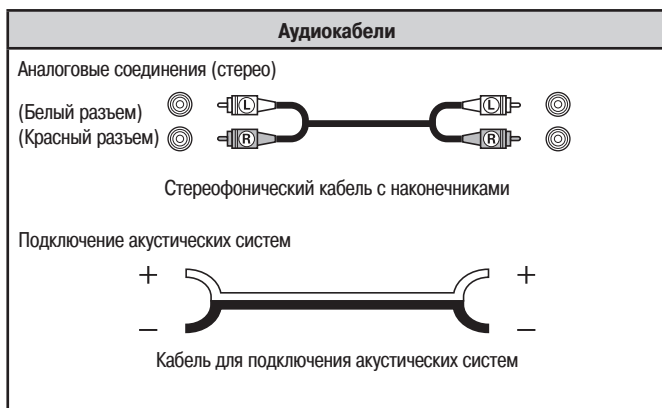 Аудиокабели
Аналоговые соединения (стерео)
(Белый разъем) L L
(Красный разъем) R R
Стереофонический кабель с наконечниками
Подключение акустических систем
+ +
– –
Кабель для подключения акустических систем